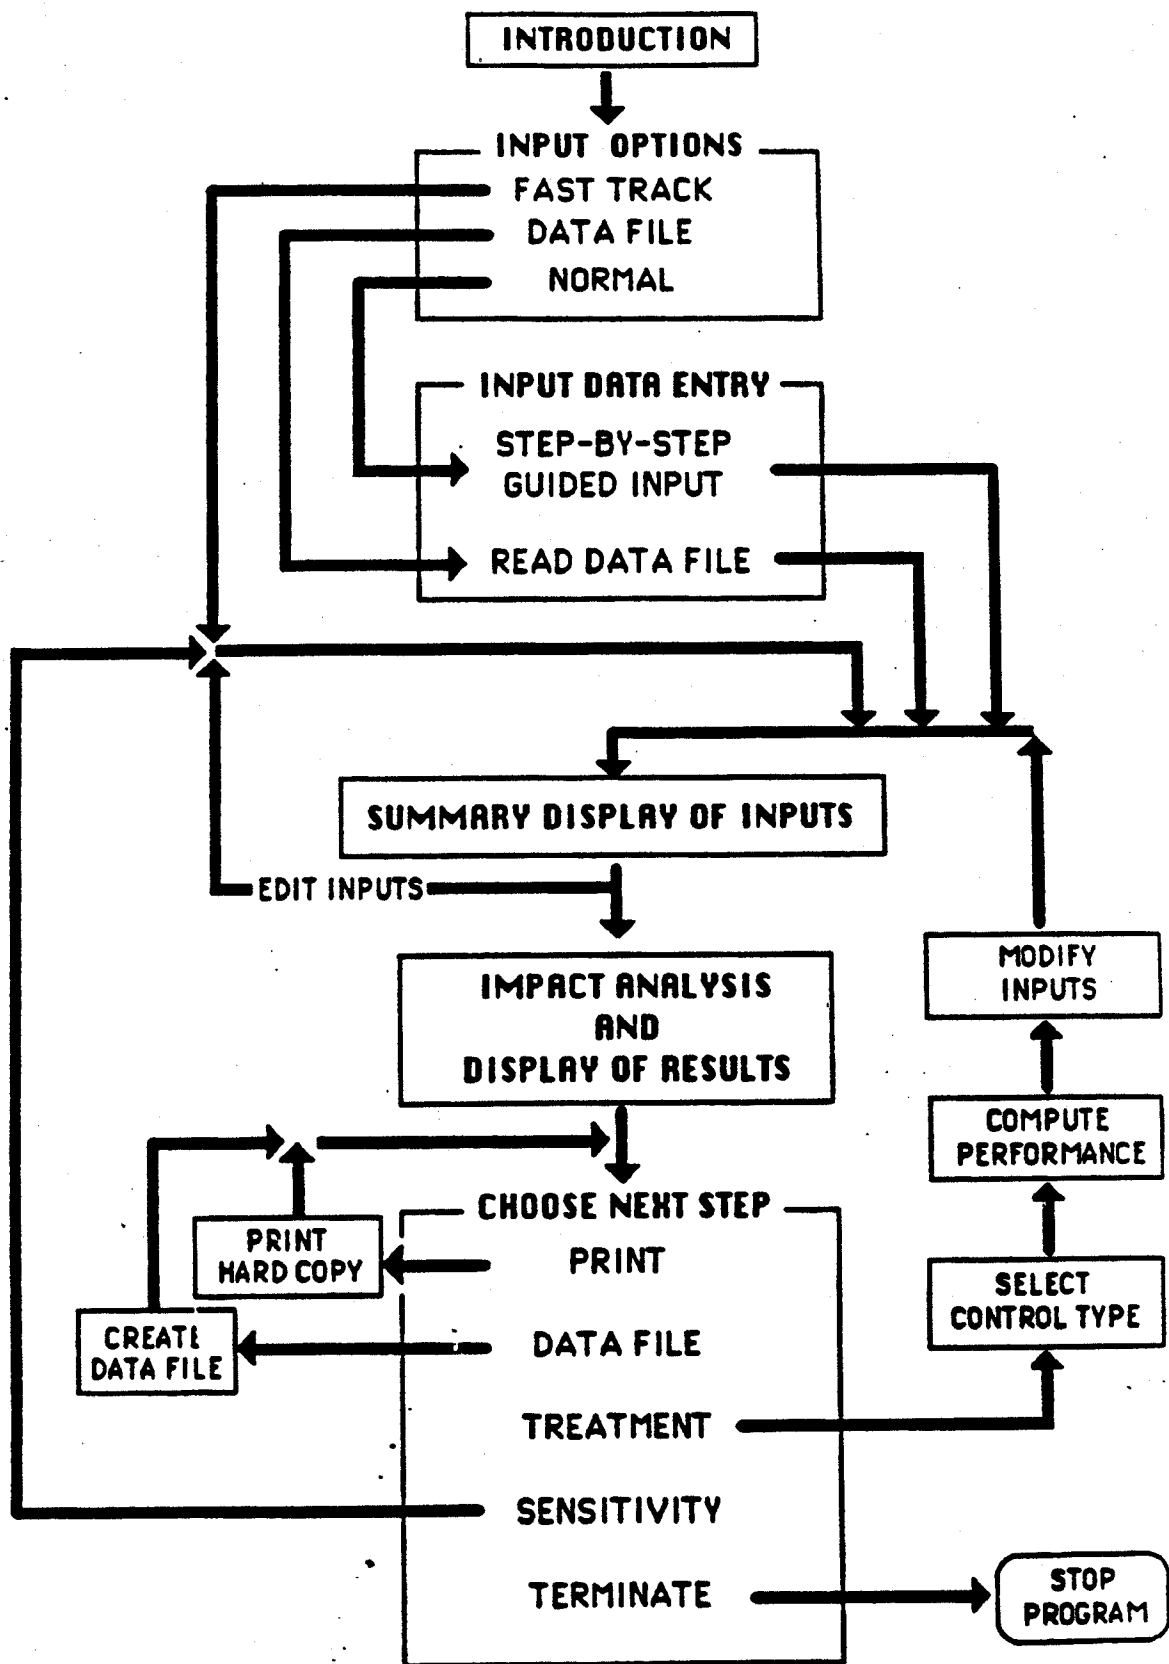 INTRODUCTION
INPUT OPTIONS
FAST TRACK
DATA FILE
NORMAL
INPUT DATA ENTRY
STEP-BY-STEP
GUIDED INPUT
READ DATA FILE
SUMMARY DISPLAY OF INPUTS
EDIT INPUTS
IMPACT ANALYSIS
AND
DISPLAY OF RESULTS
MODIFY
INPUTS
COMPUTE
PERFORMANCE
SELECT
CONTROL TYPE
CHOOSE NEXT STEP
PRINT
PRINT
HARD COPY
DATA FILE
CREATE
DATA FILE
TREATMENT
SENSITIVITY
TERMINATE
STOP
PROGRAM